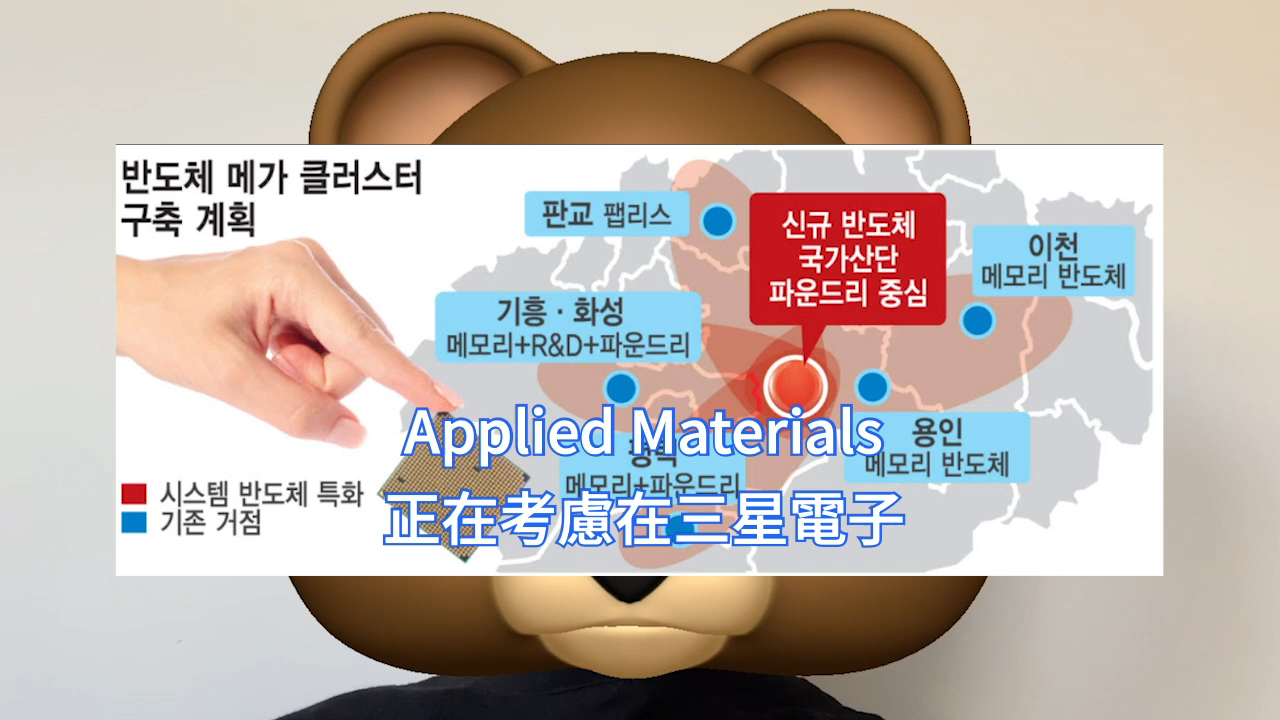 반도체 메가 클러스터
구축 계획
판교 팹리스
신규 반도체
국가산단
파운드리 중심
이천
메모리 반도체
기흥·화성
메모리+R&D+파운드리
용인
메모리 반도체
메모리+파운드리
시스템 반도체 특화
기존 거점
Applied Materials
正在考慮在三星電子